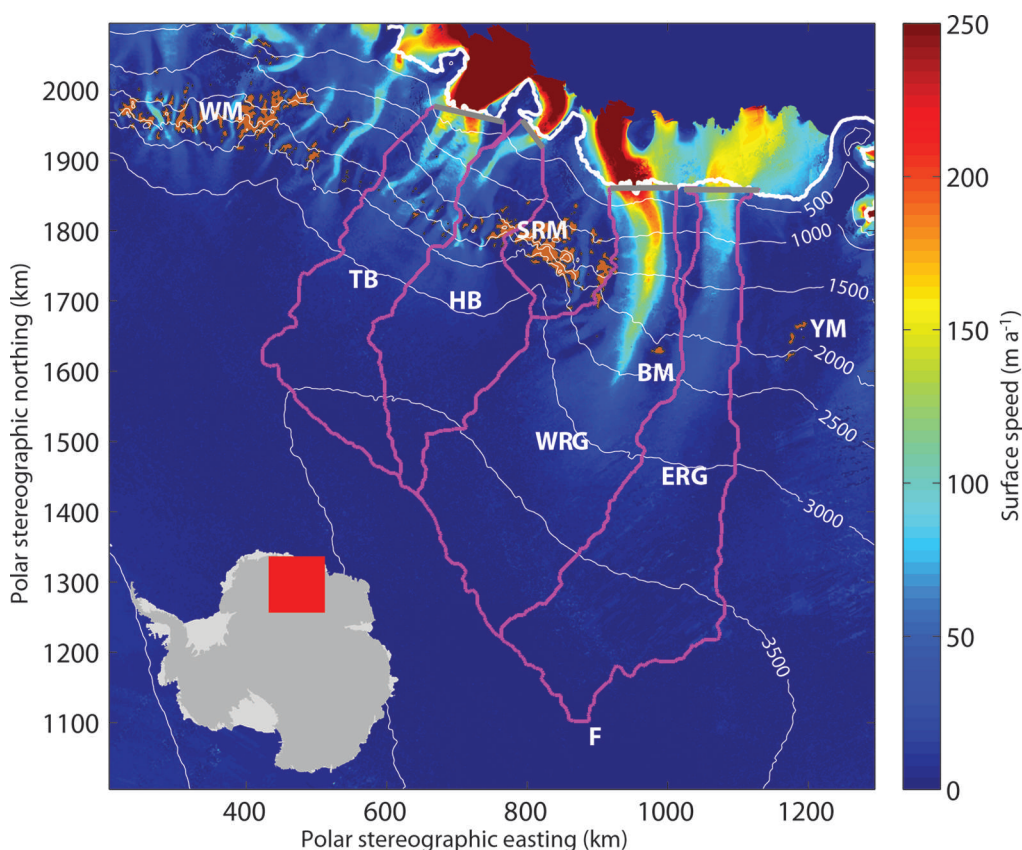 2000
1900
1800
1700
1600
1500
1400
1300
1200
1100
Polar stereographic northing (km)
400
600
800
1000
1200
Polar stereographic easting (km)
WM
SRM
TB
HB
YM
BM
WRG
ERG
F
500
1000
1500
2000
2500
3000
3500
250
200
150
100
50
0
Surface speed (m a⁻¹)